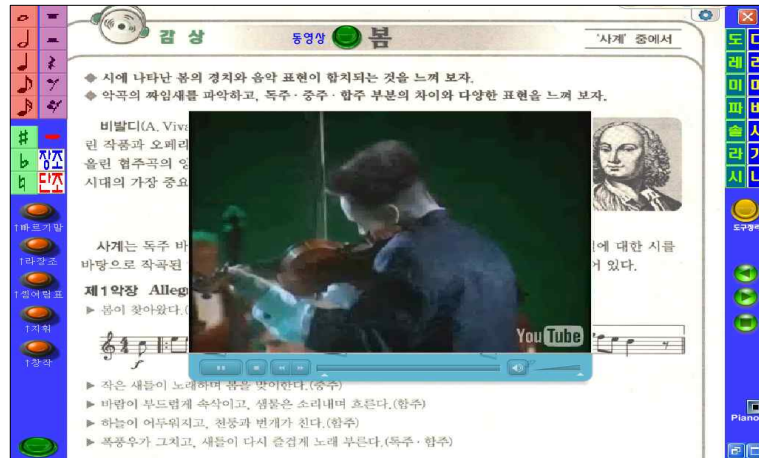 감 상
동영상
봄
'사계' 중에서
◆ 시에 나타난 봄의 경치와 음악 표현이 합치되는 것을 느껴 보자.
◆ 악곡의 짜임새를 파악하고, 독주·중주·합주 부분의 차이와 다양한 표현을 느껴 보자.
비발디(A. Viva
린 작품과 오페라
올린 협주곡의 양
시대의 가장 중요
사계는 독주 바
에 대한 시를
바탕으로 작곡된
어 있다.
제1악장 Allegr
▶ 봄이 찾아왔다.(
f
▶ 작은 새들이 노래하며 봄을 맞이한다.(중주)
▶ 바람이 부드럽게 속삭이고, 샘물은 소리내며 흐른다.(합주)
▶ 하늘이 어두워지고, 천둥과 번개가 친다.(합주)
▶ 폭풍우가 그치고, 새들이 다시 즐겁게 노래 부른다.(독주·합주)
YouTube
장조
단조
↑바르기말
↑라장조
↑셈여림표
↑지휘
↑창작
도 다
레 라
미 마
파 바
솔 사
라 가
시 나
도구정리
Piano